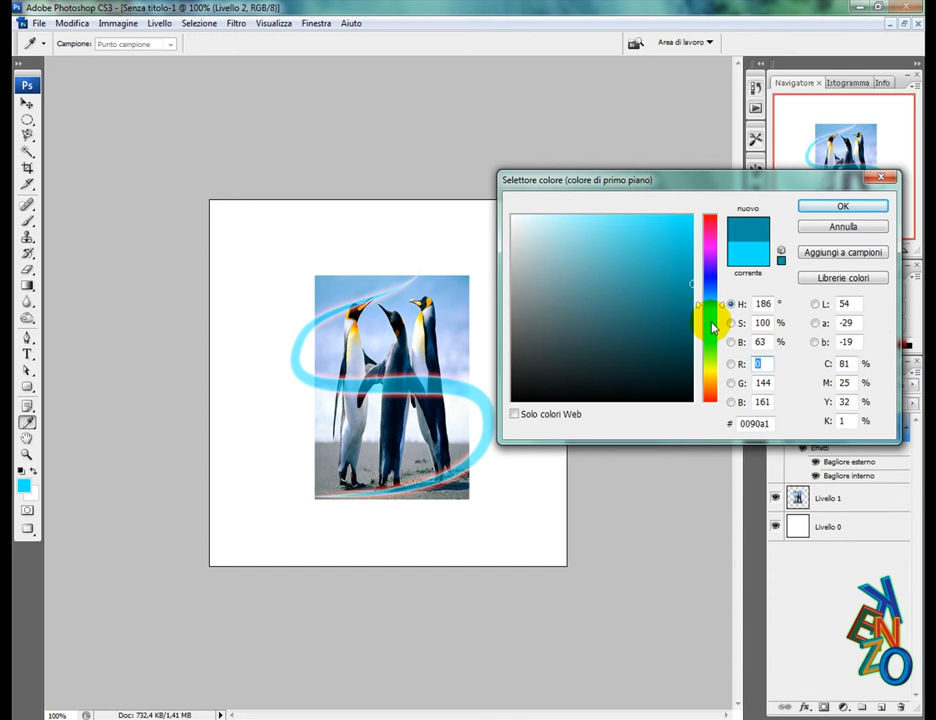 Adobe Photoshop CS3 - [Senza titolo-1 @ 100% (Livello 2, RGB/8)]
File Modifica Immagine Livello Selezione Filtro Visualizza Finestra Aiuto
Campione: Punto campione Area di lavoro
Ps
Navigatore × Istogramma Info
Selettore colore (colore di primo piano)
nuovo
corrente
OK
Annulla
Aggiungi a campioni
Librerie colori
H: 186 ° L: 54
S: 100 % a: -29
B: 63 % b: -19
R: 0 C: 81 %
G: 144 M: 25 %
B: 161 Y: 32 %
# 0090a1 K: 1 %
Solo colori Web
Effetti
Bagliore esterno
Bagliore interno
Livello 1
Livello 0
T
KENZO
100% Doc: 732,4 KB/1,41 MB
fx